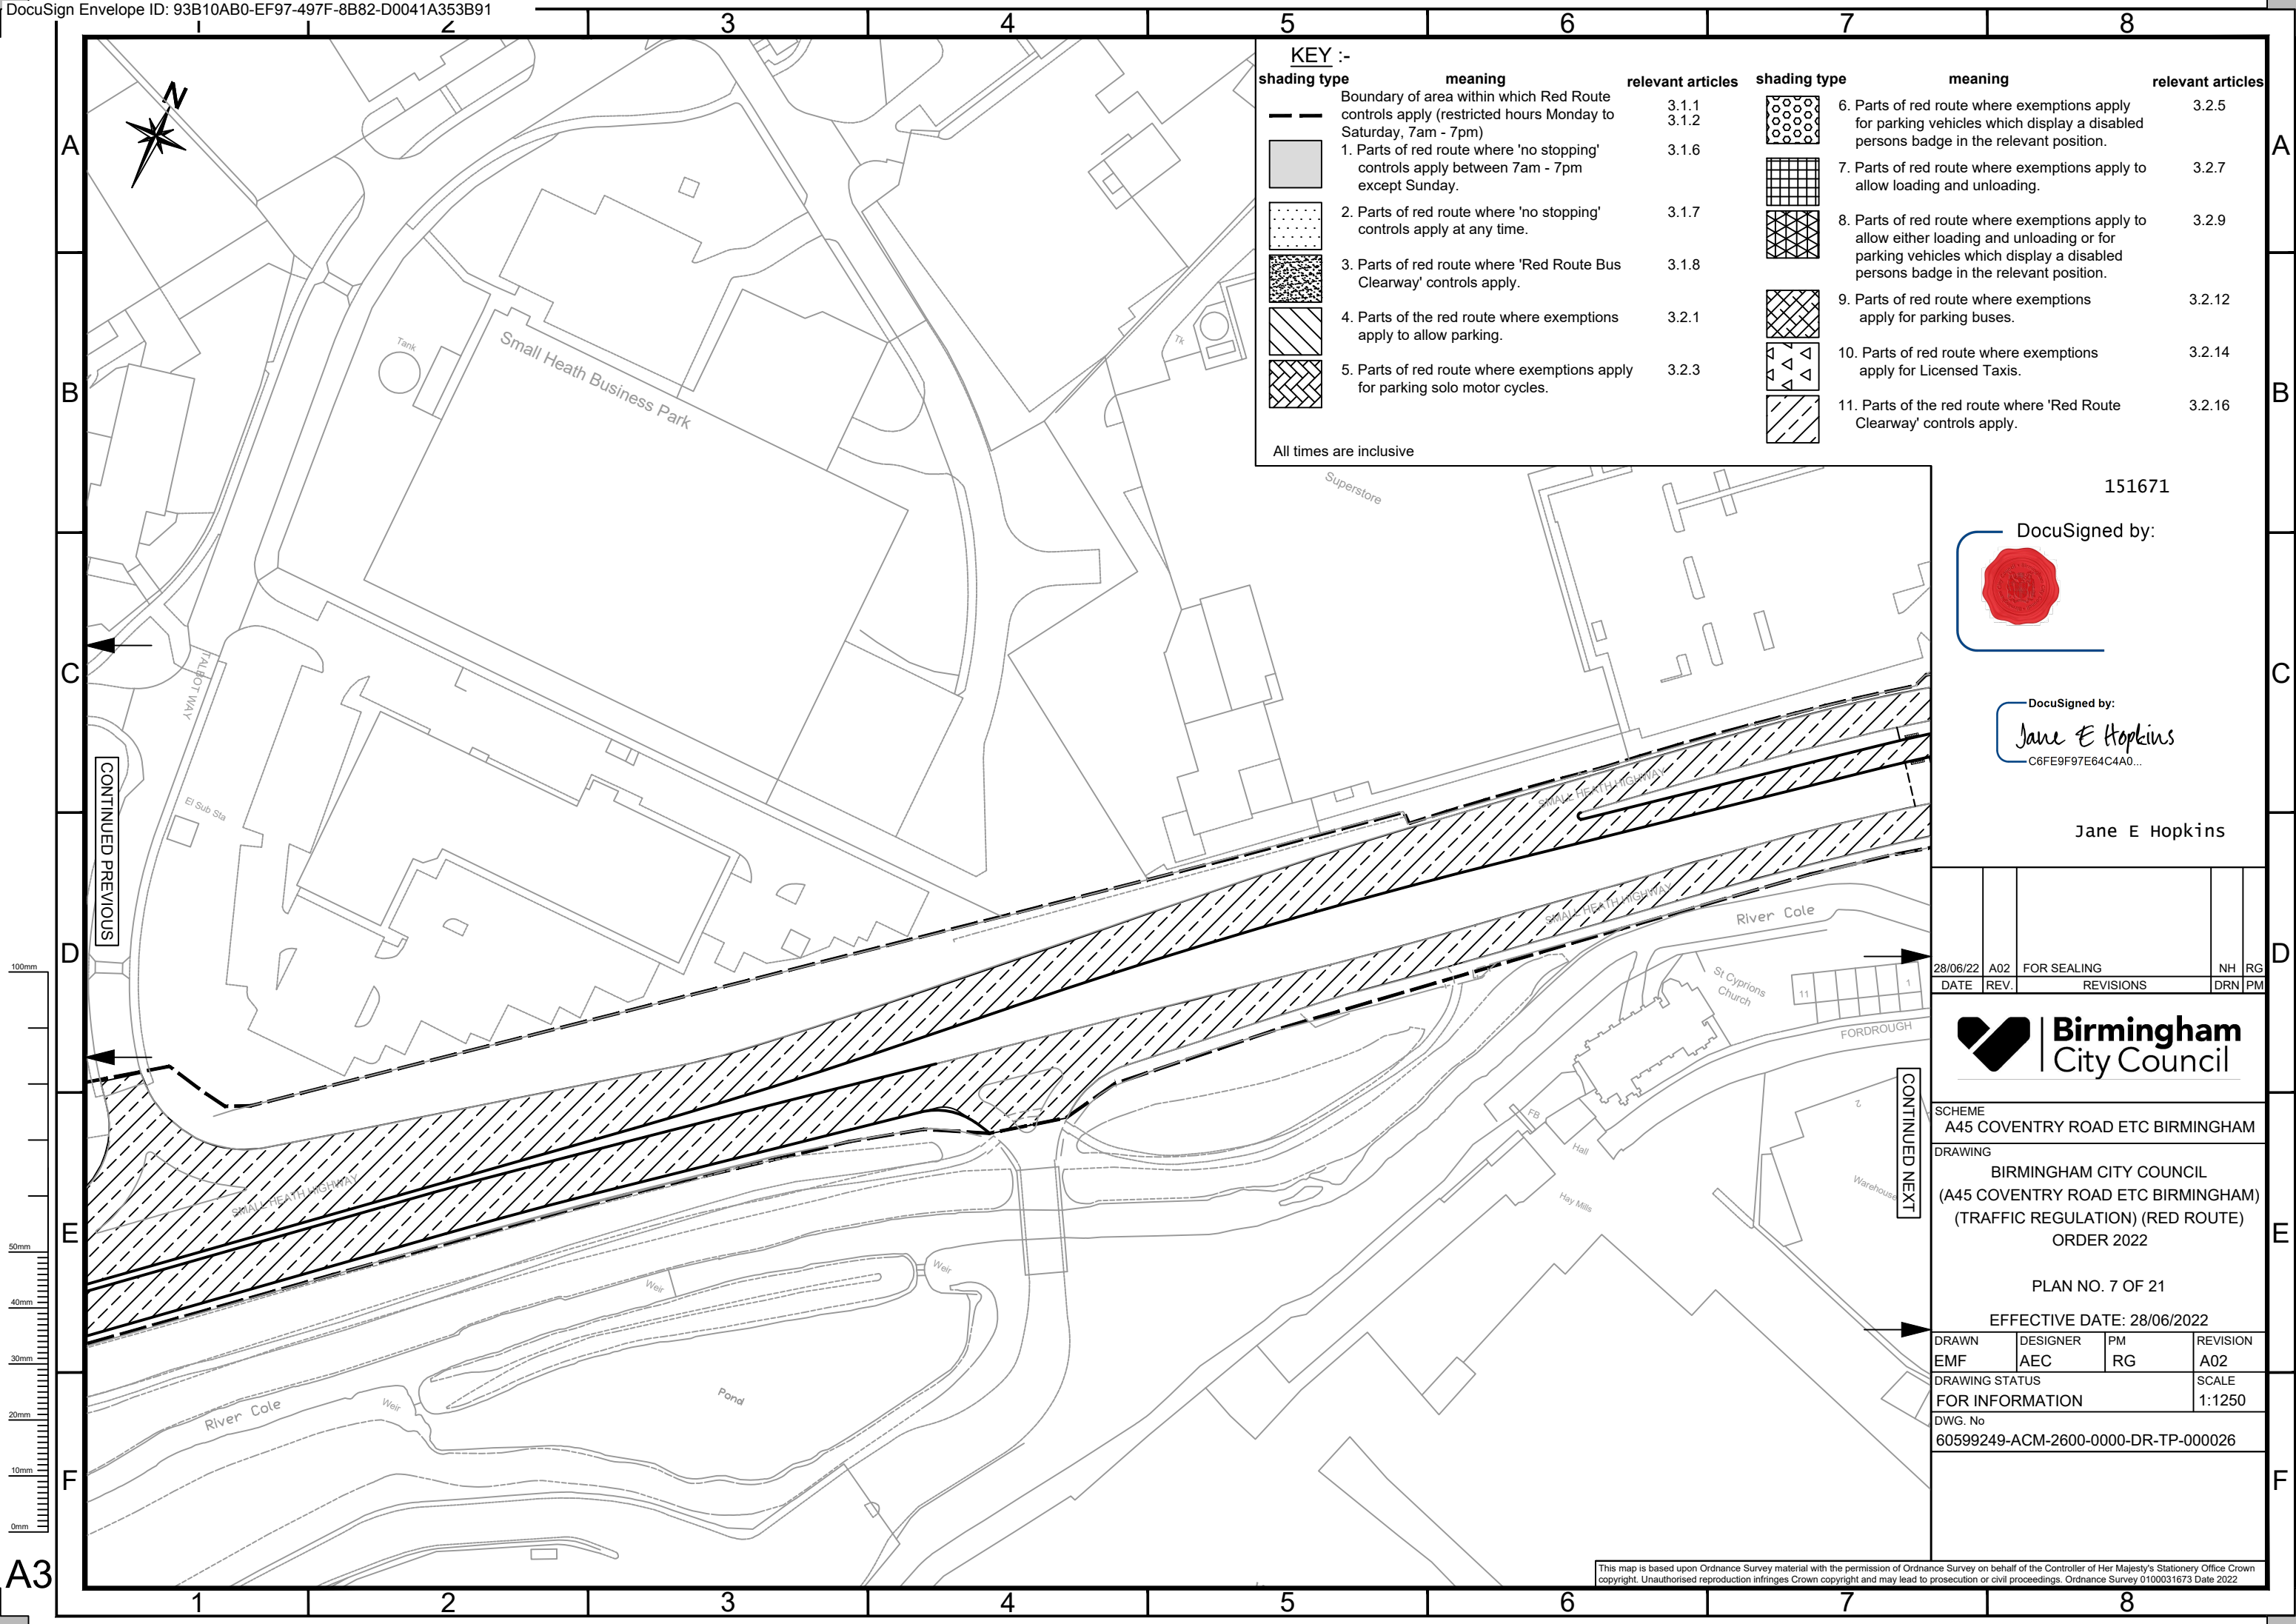 DocuSign Envelope ID: 93B10AB0-EF97-497F-8B82-D0041A353B91
1 2 3 4 5 6 7 8
A
B
C
D
E
F
A
B
C
D
E
F
N
KEY :-
shading type meaning relevant articles
Boundary of area within which Red Route
controls apply (restricted hours Monday to
Saturday, 7am - 7pm)
3.1.1
3.1.2
1. Parts of red route where 'no stopping'
controls apply between 7am - 7pm
except Sunday.
3.1.6
2. Parts of red route where 'no stopping'
controls apply at any time.
3.1.7
3. Parts of red route where 'Red Route Bus
Clearway' controls apply.
3.1.8
4. Parts of the red route where exemptions
apply to allow parking.
3.2.1
5. Parts of red route where exemptions apply
for parking solo motor cycles.
3.2.3
All times are inclusive
shading type meaning relevant articles
6. Parts of red route where exemptions apply
for parking vehicles which display a disabled
persons badge in the relevant position.
3.2.5
7. Parts of red route where exemptions apply to
allow loading and unloading.
3.2.7
8. Parts of red route where exemptions apply to
allow either loading and unloading or for
parking vehicles which display a disabled
persons badge in the relevant position.
3.2.9
9. Parts of red route where exemptions
apply for parking buses.
3.2.12
10. Parts of red route where exemptions
apply for Licensed Taxis.
3.2.14
11. Parts of the red route where 'Red Route
Clearway' controls apply.
3.2.16
Tank
Small Heath Business Park
Tk
Superstore
TALBOT WAY
El Sub Sta
CONTINUED PREVIOUS
SMALL HEATH HIGHWAY
SMALL HEATH HIGHWAY
SMALL HEATH HIGHWAY
River Cole
St Cyprions
Church
11
1
FORDROUGH
FB
Hall
Hay Mills
2
Warehouse
CONTINUED NEXT
Weir
Weir
Weir
Pond
River Cole
151671
DocuSigned by:
DocuSigned by:
Jane E Hopkins
C6FE9F97E64C4A0...
Jane E Hopkins
28/06/22 A02 FOR SEALING NH RG
DATE REV. REVISIONS DRN PM
Birmingham
City Council
SCHEME
A45 COVENTRY ROAD ETC BIRMINGHAM
DRAWING
BIRMINGHAM CITY COUNCIL
(A45 COVENTRY ROAD ETC BIRMINGHAM)
(TRAFFIC REGULATION) (RED ROUTE)
ORDER 2022
PLAN NO. 7 OF 21
EFFECTIVE DATE: 28/06/2022
DRAWN DESIGNER PM REVISION
EMF AEC RG A02
DRAWING STATUS SCALE
FOR INFORMATION 1:1250
DWG. No
60599249-ACM-2600-0000-DR-TP-000026
This map is based upon Ordnance Survey material with the permission of Ordnance Survey on behalf of the Controller of Her Majesty's Stationery Office Crown
copyright. Unauthorised reproduction infringes Crown copyright and may lead to prosecution or civil proceedings. Ordnance Survey 0100031673 Date 2022
100mm
50mm
40mm
30mm
20mm
10mm
0mm
A3
1 2 3 4 5 6 7 8